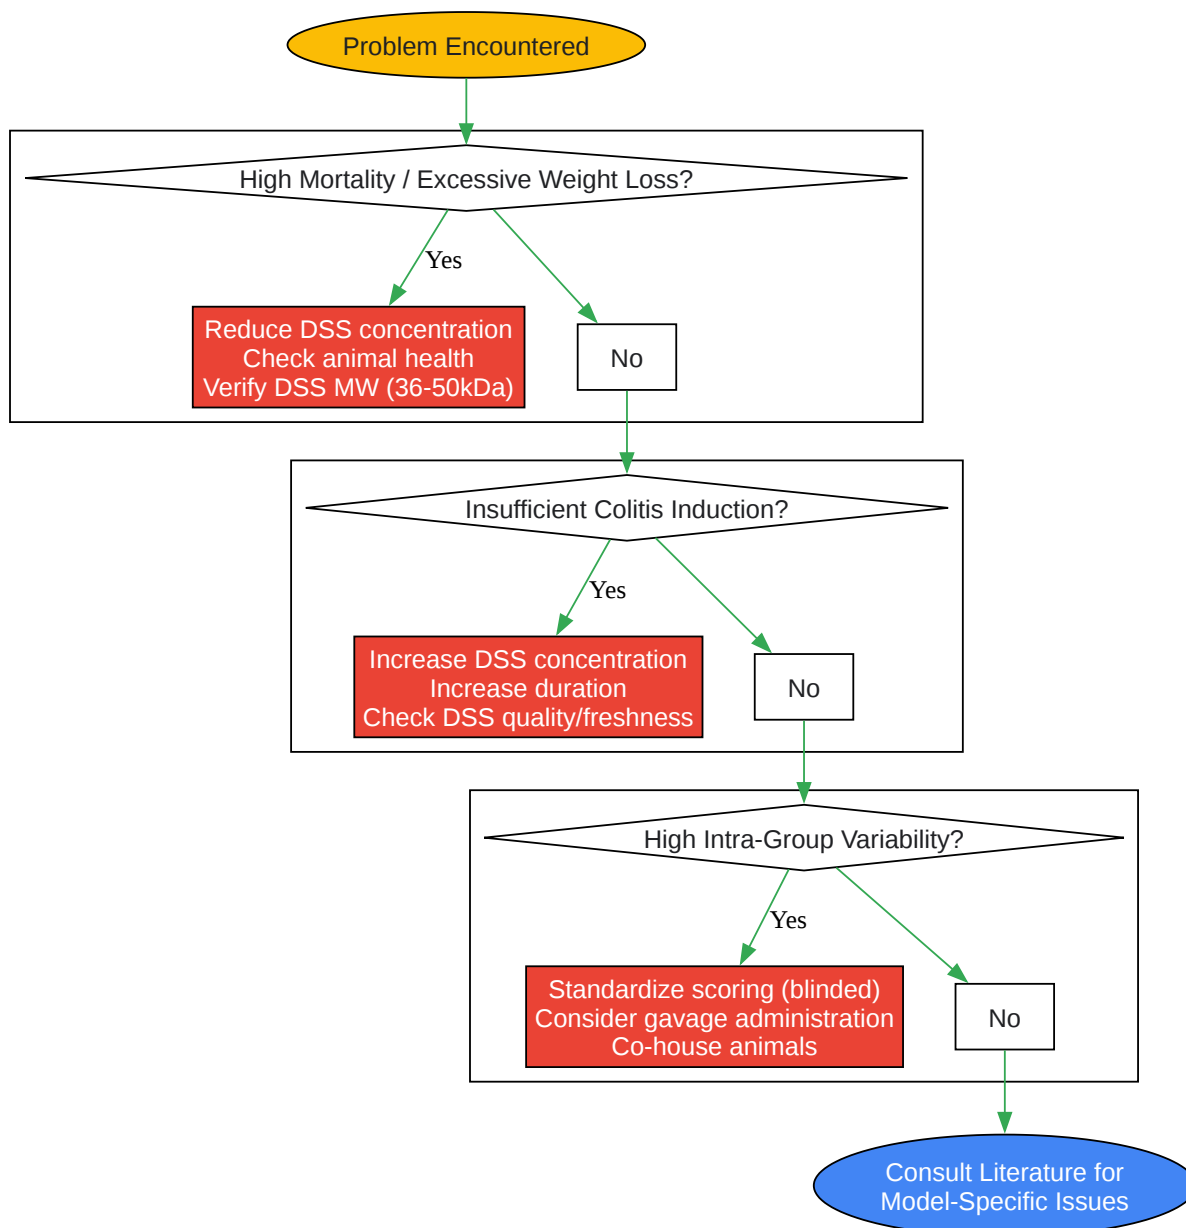 Problem Encountered
High Mortality / Excessive Weight Loss?
Yes
Reduce DSS concentration
Check animal health
Verify DSS MW (36-50kDa)
No
Insufficient Colitis Induction?
Yes
Increase DSS concentration
Increase duration
Check DSS quality/freshness
No
High Intra-Group Variability?
Yes
Standardize scoring (blinded)
Consider gavage administration
Co-house animals
No
Consult Literature for
Model-Specific Issues